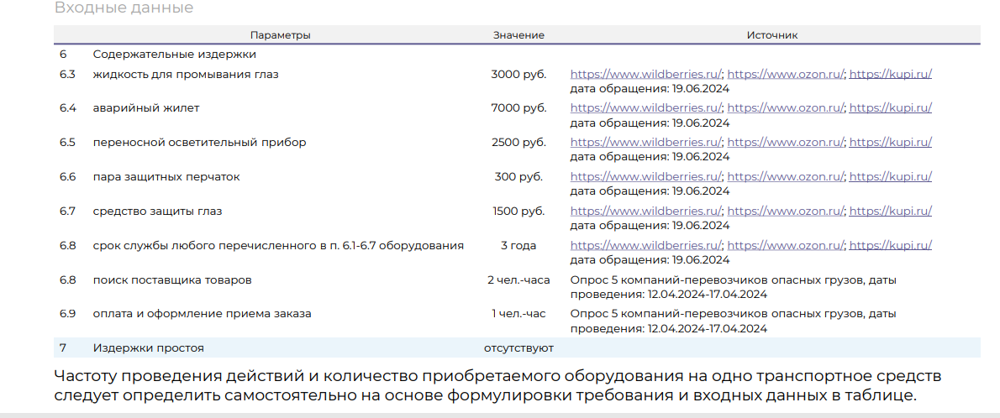 Входные данные
Параметры Значение Источник
6 Содержательные издержки
6.3 жидкость для промывания глаз 3000 руб. https://www.wildberries.ru/; https://www.ozon.ru/; https://kupi.ru/
дата обращения: 19.06.2024
6.4 аварийный жилет 7000 руб. https://www.wildberries.ru/; https://www.ozon.ru/; https://kupi.ru/
дата обращения: 19.06.2024
6.5 переносной осветительный прибор 2500 руб. https://www.wildberries.ru/; https://www.ozon.ru/; https://kupi.ru/
дата обращения: 19.06.2024
6.6 пара защитных перчаток 300 руб. https://www.wildberries.ru/; https://www.ozon.ru/; https://kupi.ru/
дата обращения: 19.06.2024
6.7 средство защиты глаз 1500 руб. https://www.wildberries.ru/; https://www.ozon.ru/; https://kupi.ru/
дата обращения: 19.06.2024
6.8 срок службы любого перечисленного в п. 6.1-6.7 оборудования 3 года https://www.wildberries.ru/; https://www.ozon.ru/; https://kupi.ru/
дата обращения: 19.06.2024
6.8 поиск поставщика товаров 2 чел.-часа Опрос 5 компаний-перевозчиков опасных грузов, даты
проведения: 12.04.2024-17.04.2024
6.9 оплата и оформление приема заказа 1 чел.-час Опрос 5 компаний-перевозчиков опасных грузов, даты
проведения: 12.04.2024-17.04.2024
7 Издержки простоя отсутствуют
Частоту проведения действий и количество приобретаемого оборудования на одно транспортное средств
следует определить самостоятельно на основе формулировки требования и входных данных в таблице.